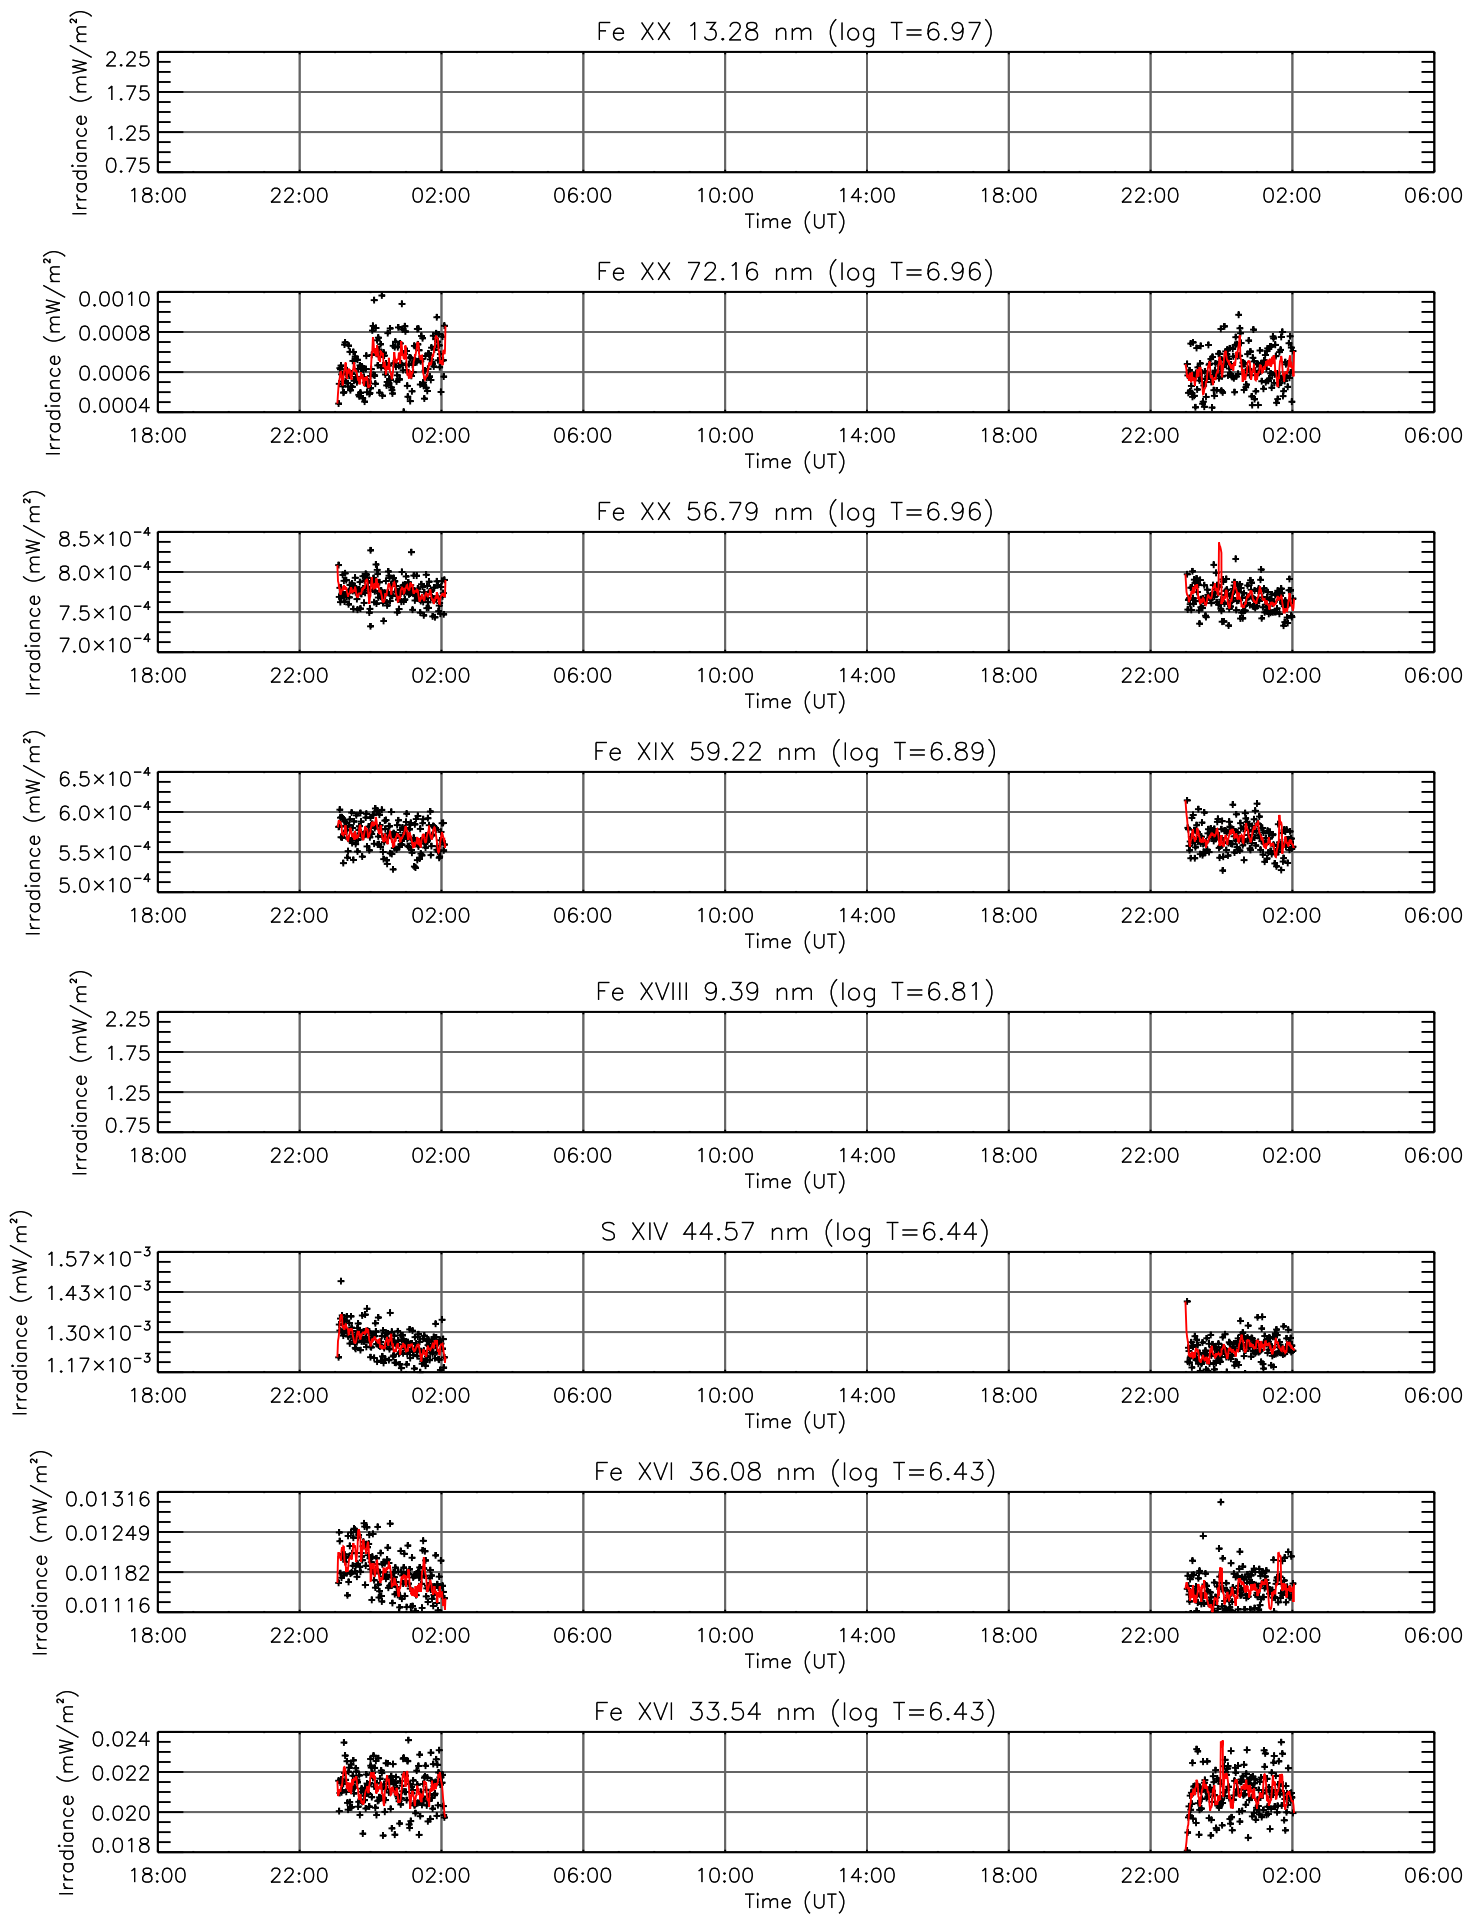 Fe XX 13.28 nm (log T=6.97)
Irradiance (mW/m²)
2.25
1.75
1.25
0.75
18:00 22:00 02:00 06:00 10:00 14:00 18:00 22:00 02:00 06:00
Time (UT)
Fe XX 72.16 nm (log T=6.96)
Irradiance (mW/m²)
0.0010
0.0008
0.0006
0.0004
18:00 22:00 02:00 06:00 10:00 14:00 18:00 22:00 02:00 06:00
Time (UT)
Fe XX 56.79 nm (log T=6.96)
Irradiance (mW/m²)
8.5×10⁻⁴
8.0×10⁻⁴
7.5×10⁻⁴
7.0×10⁻⁴
18:00 22:00 02:00 06:00 10:00 14:00 18:00 22:00 02:00 06:00
Time (UT)
Fe XIX 59.22 nm (log T=6.89)
Irradiance (mW/m²)
6.5×10⁻⁴
6.0×10⁻⁴
5.5×10⁻⁴
5.0×10⁻⁴
18:00 22:00 02:00 06:00 10:00 14:00 18:00 22:00 02:00 06:00
Time (UT)
Fe XVIII 9.39 nm (log T=6.81)
Irradiance (mW/m²)
2.25
1.75
1.25
0.75
18:00 22:00 02:00 06:00 10:00 14:00 18:00 22:00 02:00 06:00
Time (UT)
S XIV 44.57 nm (log T=6.44)
Irradiance (mW/m²)
1.57×10⁻³
1.43×10⁻³
1.30×10⁻³
1.17×10⁻³
18:00 22:00 02:00 06:00 10:00 14:00 18:00 22:00 02:00 06:00
Time (UT)
Fe XVI 36.08 nm (log T=6.43)
Irradiance (mW/m²)
0.01316
0.01249
0.01182
0.01116
18:00 22:00 02:00 06:00 10:00 14:00 18:00 22:00 02:00 06:00
Time (UT)
Fe XVI 33.54 nm (log T=6.43)
Irradiance (mW/m²)
0.024
0.022
0.020
0.018
18:00 22:00 02:00 06:00 10:00 14:00 18:00 22:00 02:00 06:00
Time (UT)